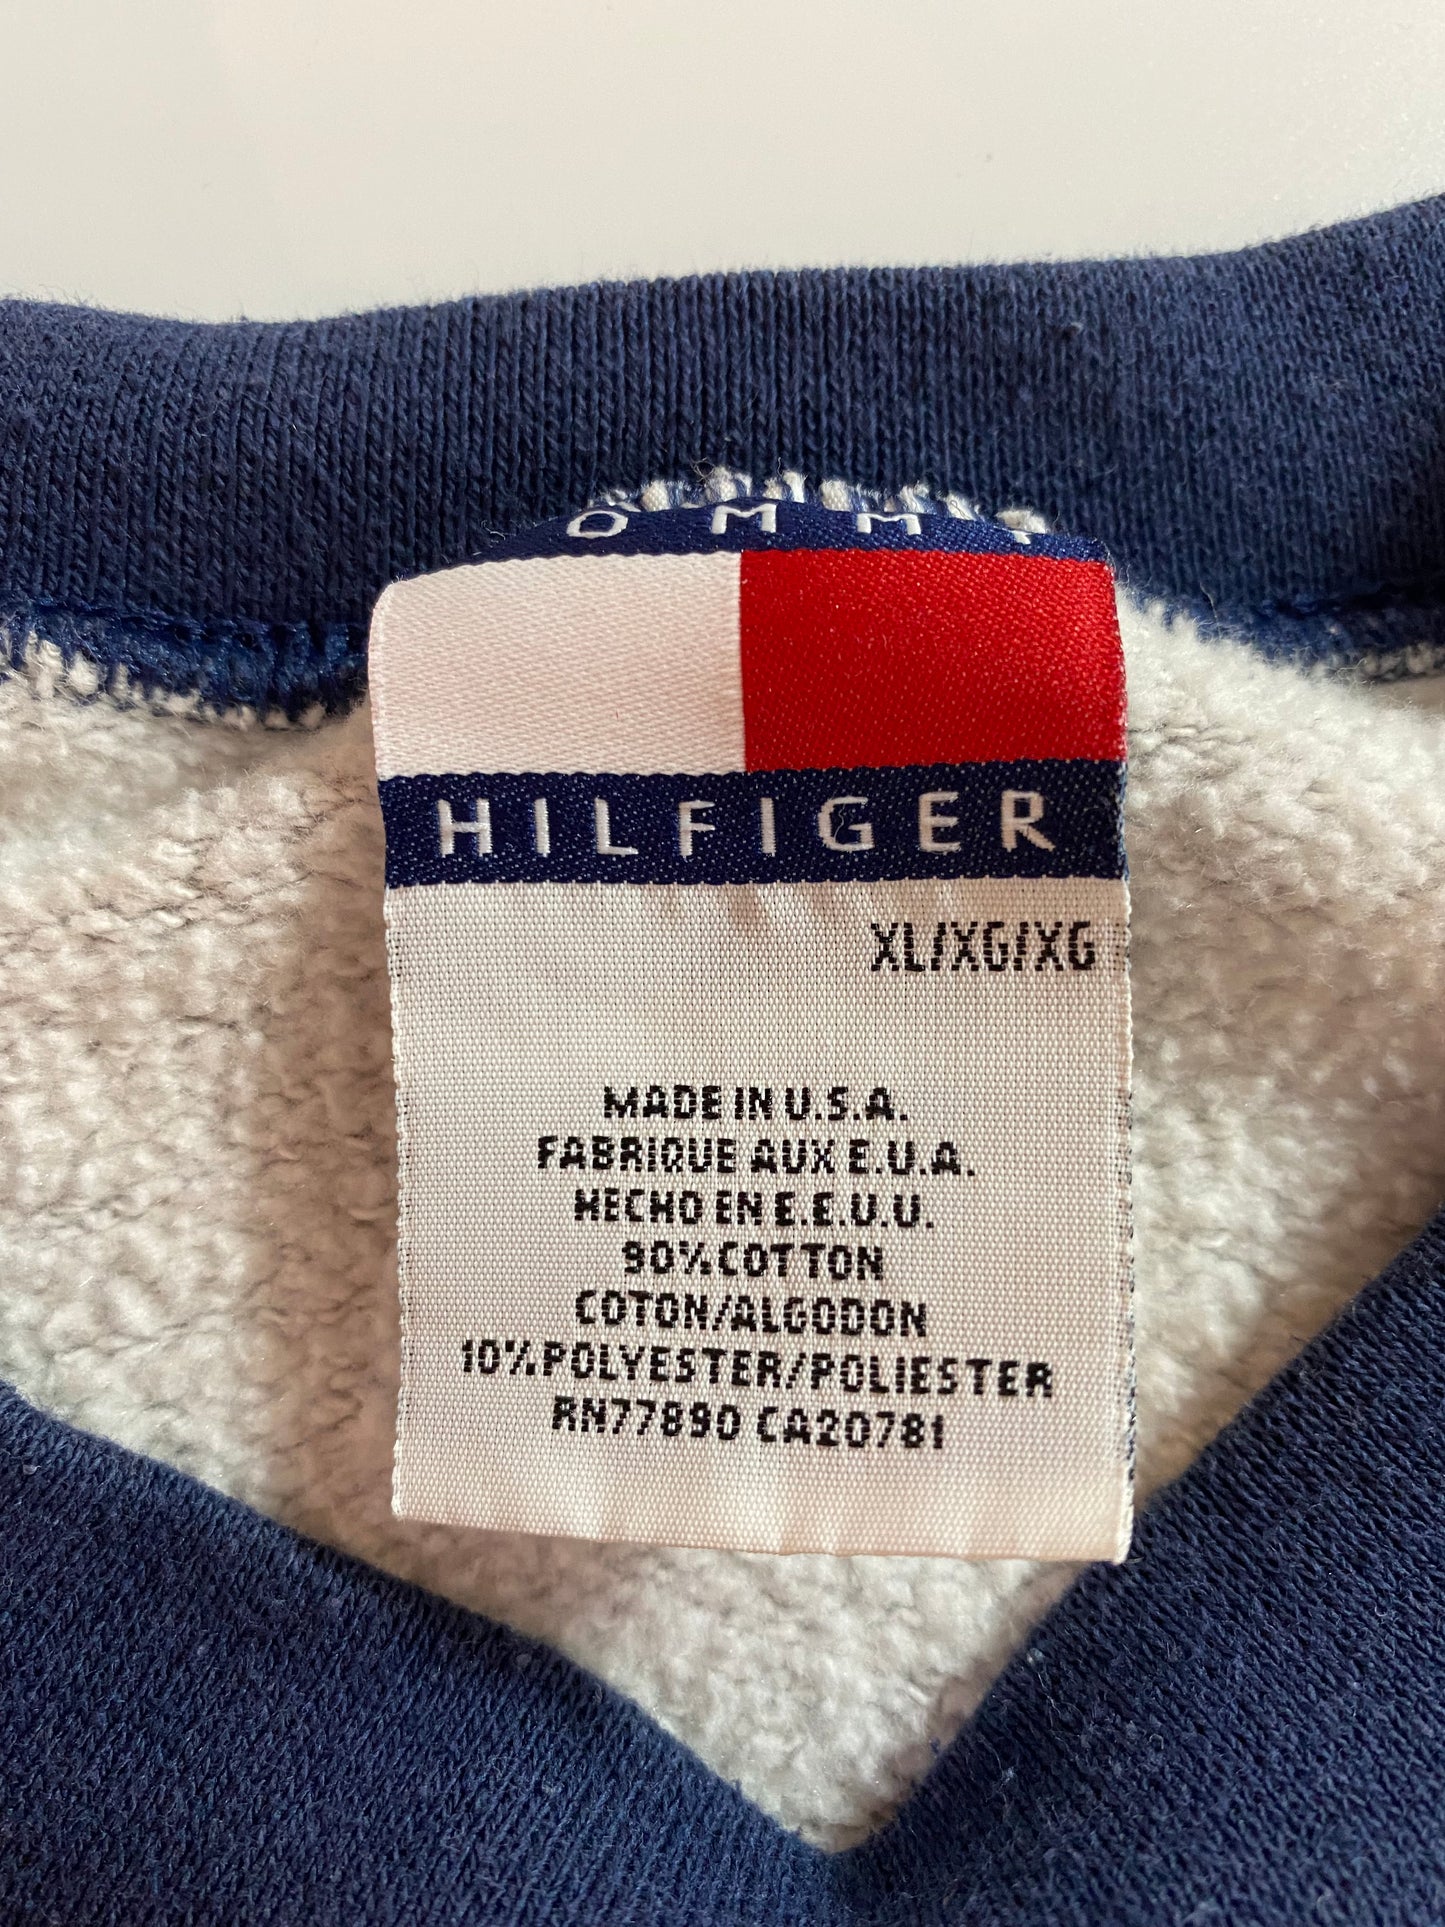 OMMY
HILFIGER
XL/XG/XG
MADE IN U.S.A.
FABRIQUE AUX E.U.A.
HECHO EN E.E.U.U.
90% COTTON
COTON/ALGODON
10% POLYESTER/POLIESTER
RN77890 CA20781